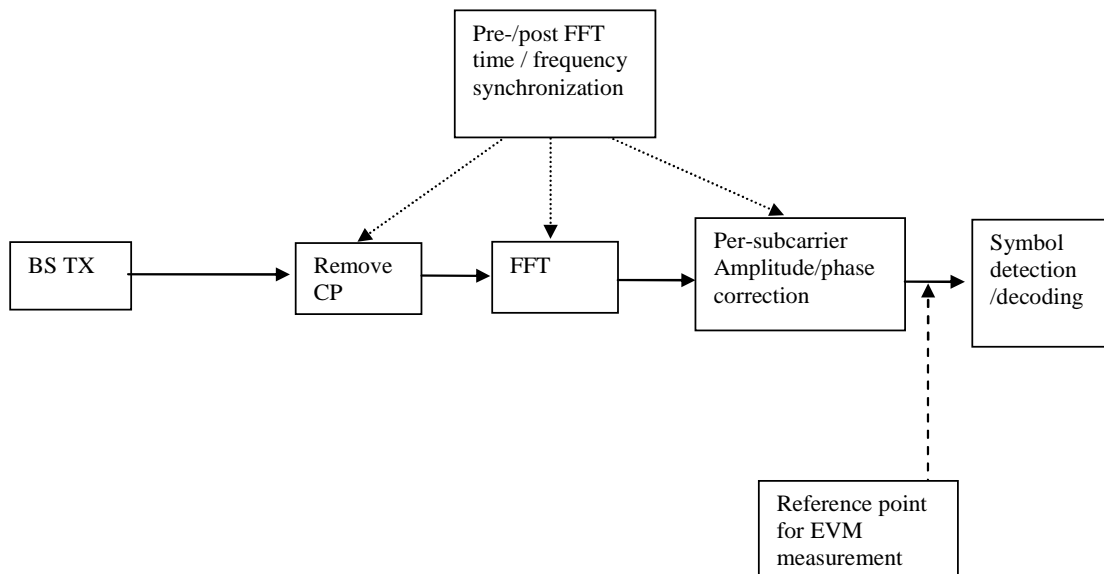 Pre-/post FFT
time / frequency
synchronization
BS TX
Remove
CP
FFT
Per-subcarrier
Amplitude/phase
correction
Symbol
detection
/decoding
Reference point
for EVM
measurement